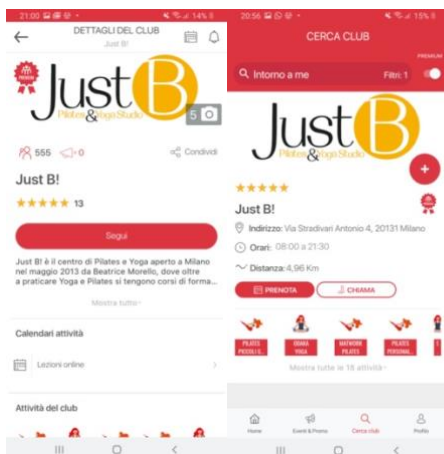 21:00
14%
DETTAGLI DEL CLUB
Just B!
PREMIUM
Just B
Pilates & Yoga Studio
5
555
0
Condividi
Just B!
13
Segui
Just B! è il centro di Pilates e Yoga aperto a Milano
nel maggio 2013 da Beatrice Morello, dove oltre
a praticare Yoga e Pilates si tengono corsi di forma...
Mostra tutto
Calendari attività
Lezioni online
Attività del club
20:56
15%
CERCA CLUB
PREMIUM
Intorno a me
Filtri: 1
Just B
Pilates & Yoga Studio
Just B!
Indirizzo: Via Stradivari Antonio 4, 20131 Milano
Orari: 08:00 a 21:30
Distanza: 4,96 Km
PRENOTA
CHIAMA
PILATES
PICCOLI G...
YOGA
MATWORK
PILATES
PILATES
PERSONAL...
Mostra tutte le 18 attività
Home
Eventi & Promo
Cerca club
Profilo